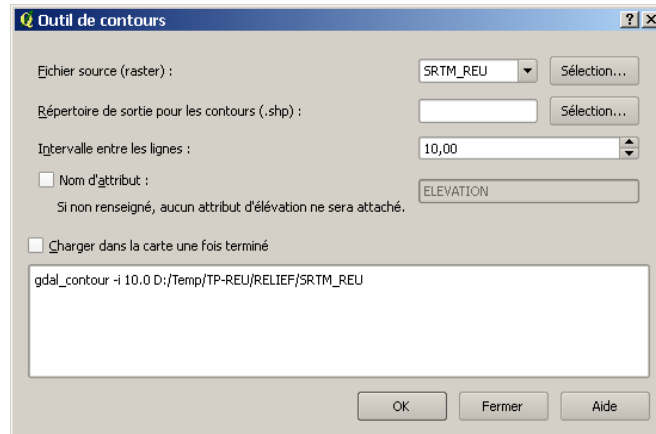 Outil de contours
Fichier source (raster) : SRTM_REU Sélection...
Répertoire de sortie pour les contours (.shp) : Sélection...
Intervalle entre les lignes : 10,00
Nom d'attribut : ELEVATION
Si non renseigné, aucun attribut d'élévation ne sera attaché.
Charger dans la carte une fois terminé
gdal_contour -i 10.0 D:/Temp/TP-REU/RELIEF/SRTM_REU
OK Fermer Aide